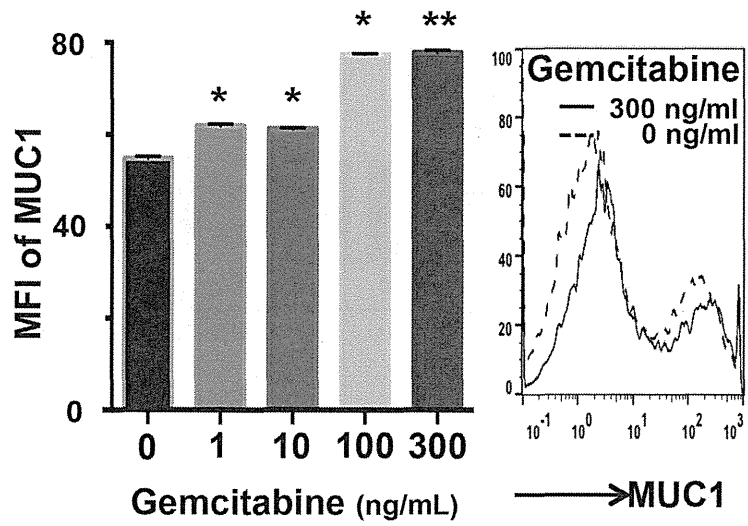 MFI of MUC1
80
40
0
*
*
*
**
0 1 10 100 300
Gemcitabine (ng/mL)
Gemcitabine
300 ng/ml
0 ng/ml
100
80
60
40
20
0
10-1 100 101 102 103
MUC1